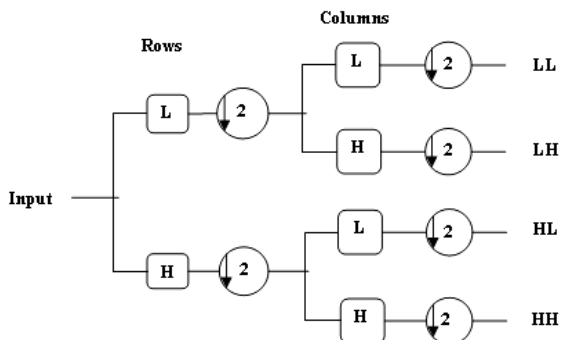 Columns
Rows
L 2 LL
L 2
H 2 LH
Input
L 2 HL
H 2
H 2 HH